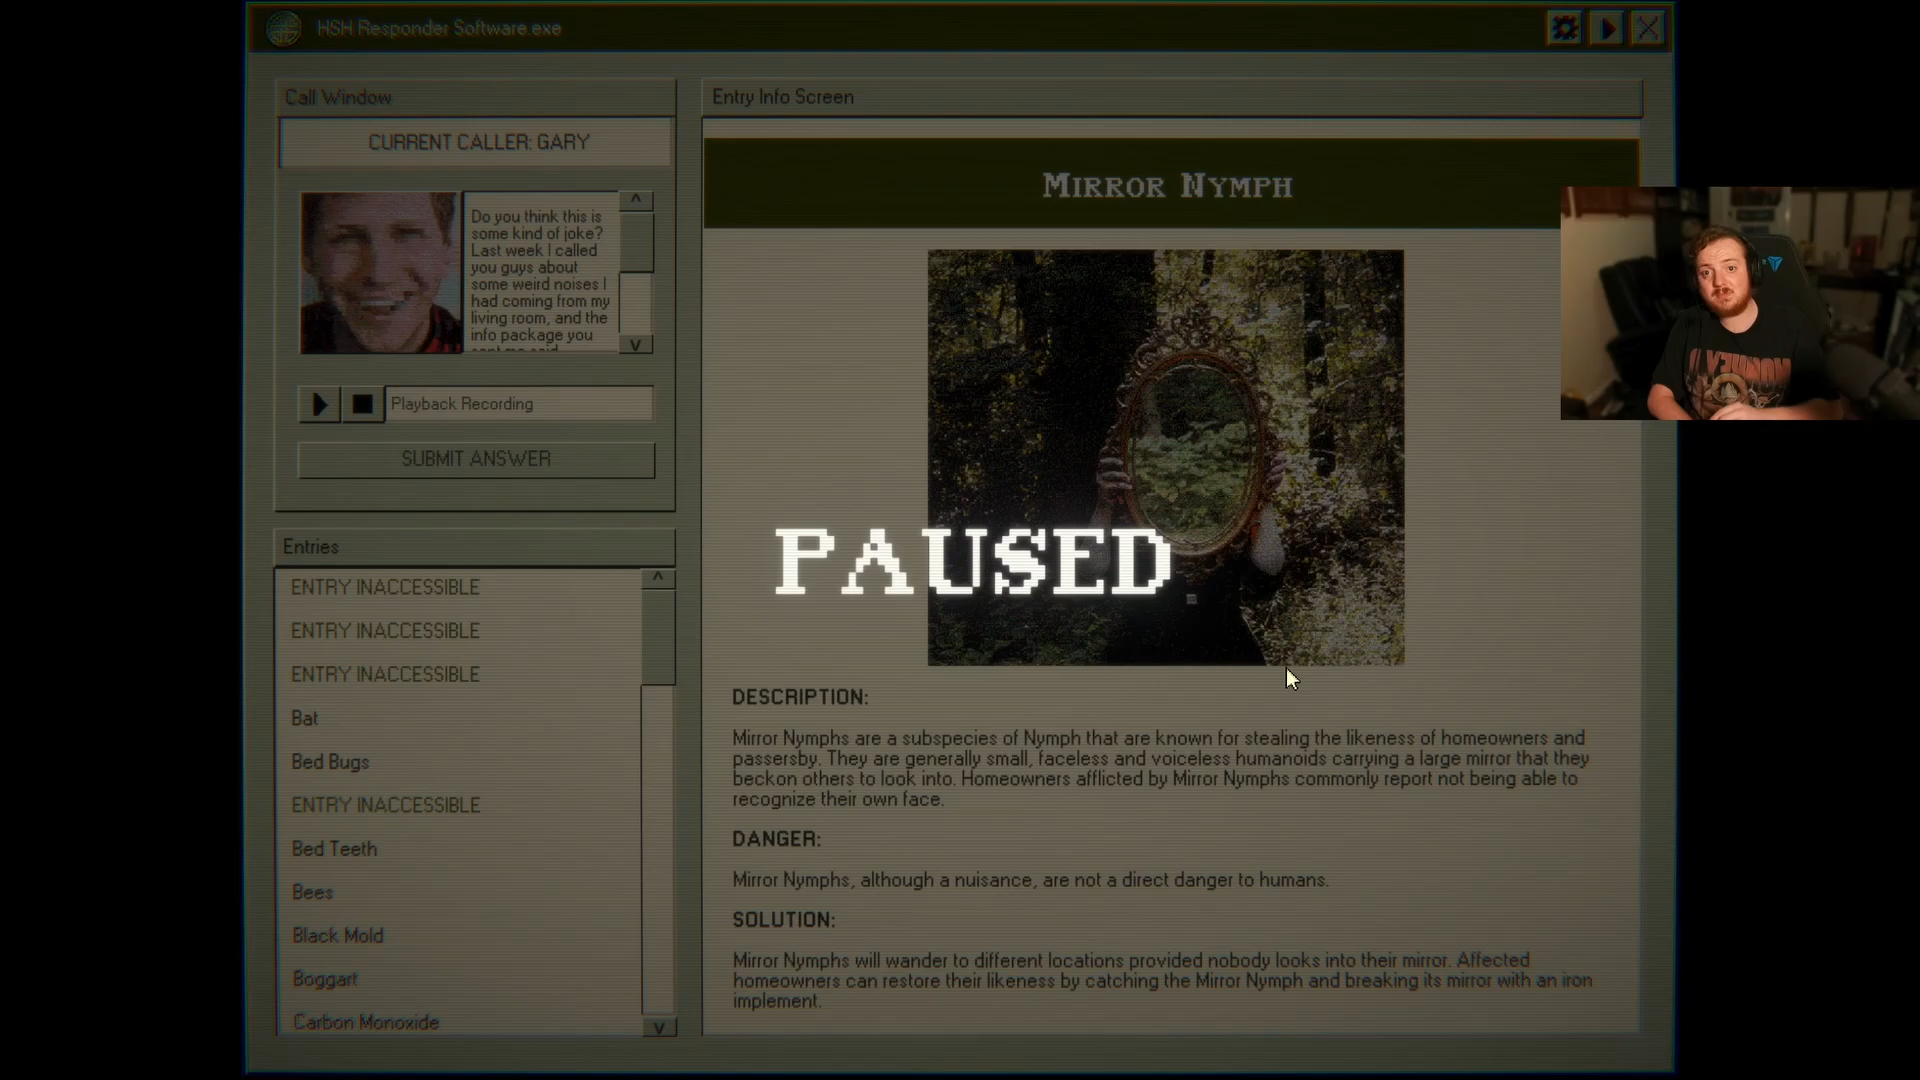 HSH Responder Software.exe
Call Window
CURRENT CALLER: GARY
Do you think this is
some kind of joke?
Last week I called
you guys about
some weird noises I
had coming from my
living room, and the
info package you
sent me said
Playback Recording
SUBMIT ANSWER
Entries
ENTRY INACCESSIBLE
ENTRY INACCESSIBLE
ENTRY INACCESSIBLE
Bat
Bed Bugs
ENTRY INACCESSIBLE
Bed Teeth
Bees
Black Mold
Boggart
Carbon Monoxide
Entry Info Screen
MIRROR NYMPH
PAUSED
DESCRIPTION:
Mirror Nymphs are a subspecies of Nymph that are known for stealing the likeness of homeowners and
passersby. They are generally small, faceless and voiceless humanoids carrying a large mirror that they
beckon others to look into. Homeowners afflicted by Mirror Nymphs commonly report not being able to
recognize their own face.
DANGER:
Mirror Nymphs, although a nuisance, are not a direct danger to humans.
SOLUTION:
Mirror Nymphs will wander to different locations provided nobody looks into their mirror. Affected
homeowners can restore their likeness by catching the Mirror Nymph and breaking its mirror with an iron
implement.